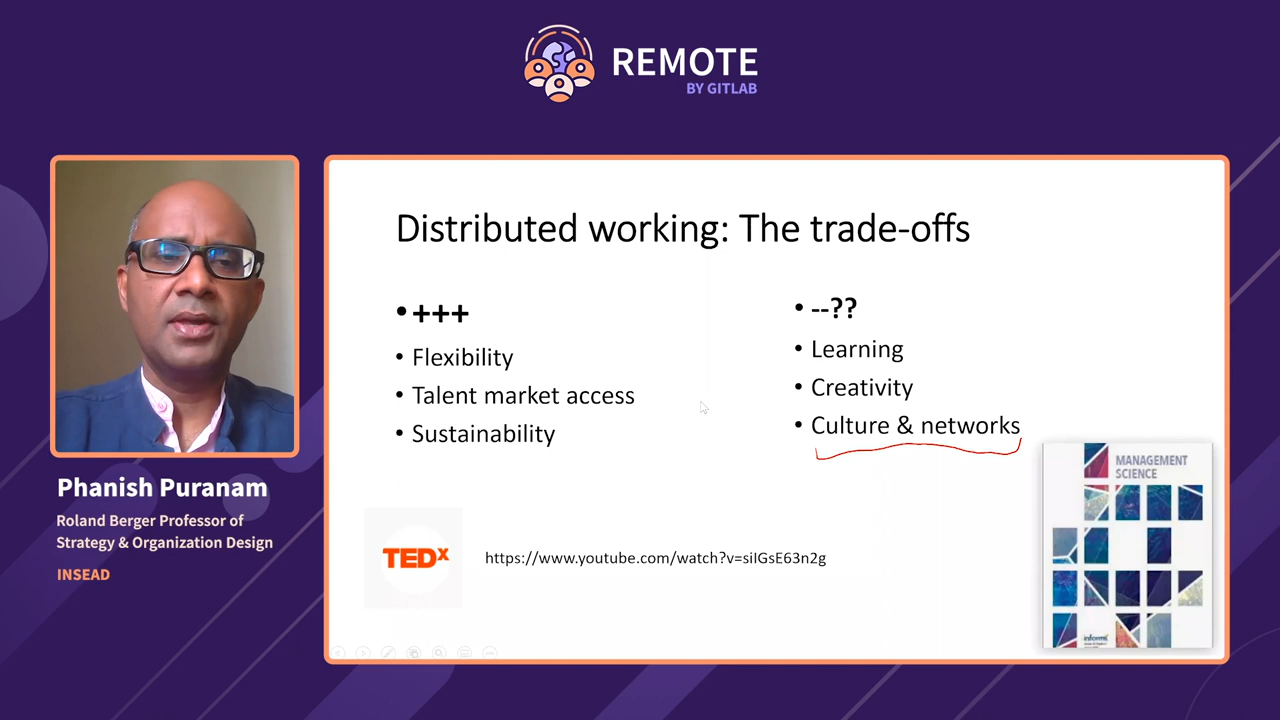 REMOTE
BY GITLAB
Phanish Puranam
Roland Berger Professor of
Strategy & Organization Design
INSEAD
Distributed working: The trade-offs
• +++
• Flexibility
• Talent market access
• Sustainability
• --??
• Learning
• Creativity
• Culture & networks
TEDx
https://www.youtube.com/watch?v=siIGsE63n2g
MANAGEMENT
SCIENCE
informs